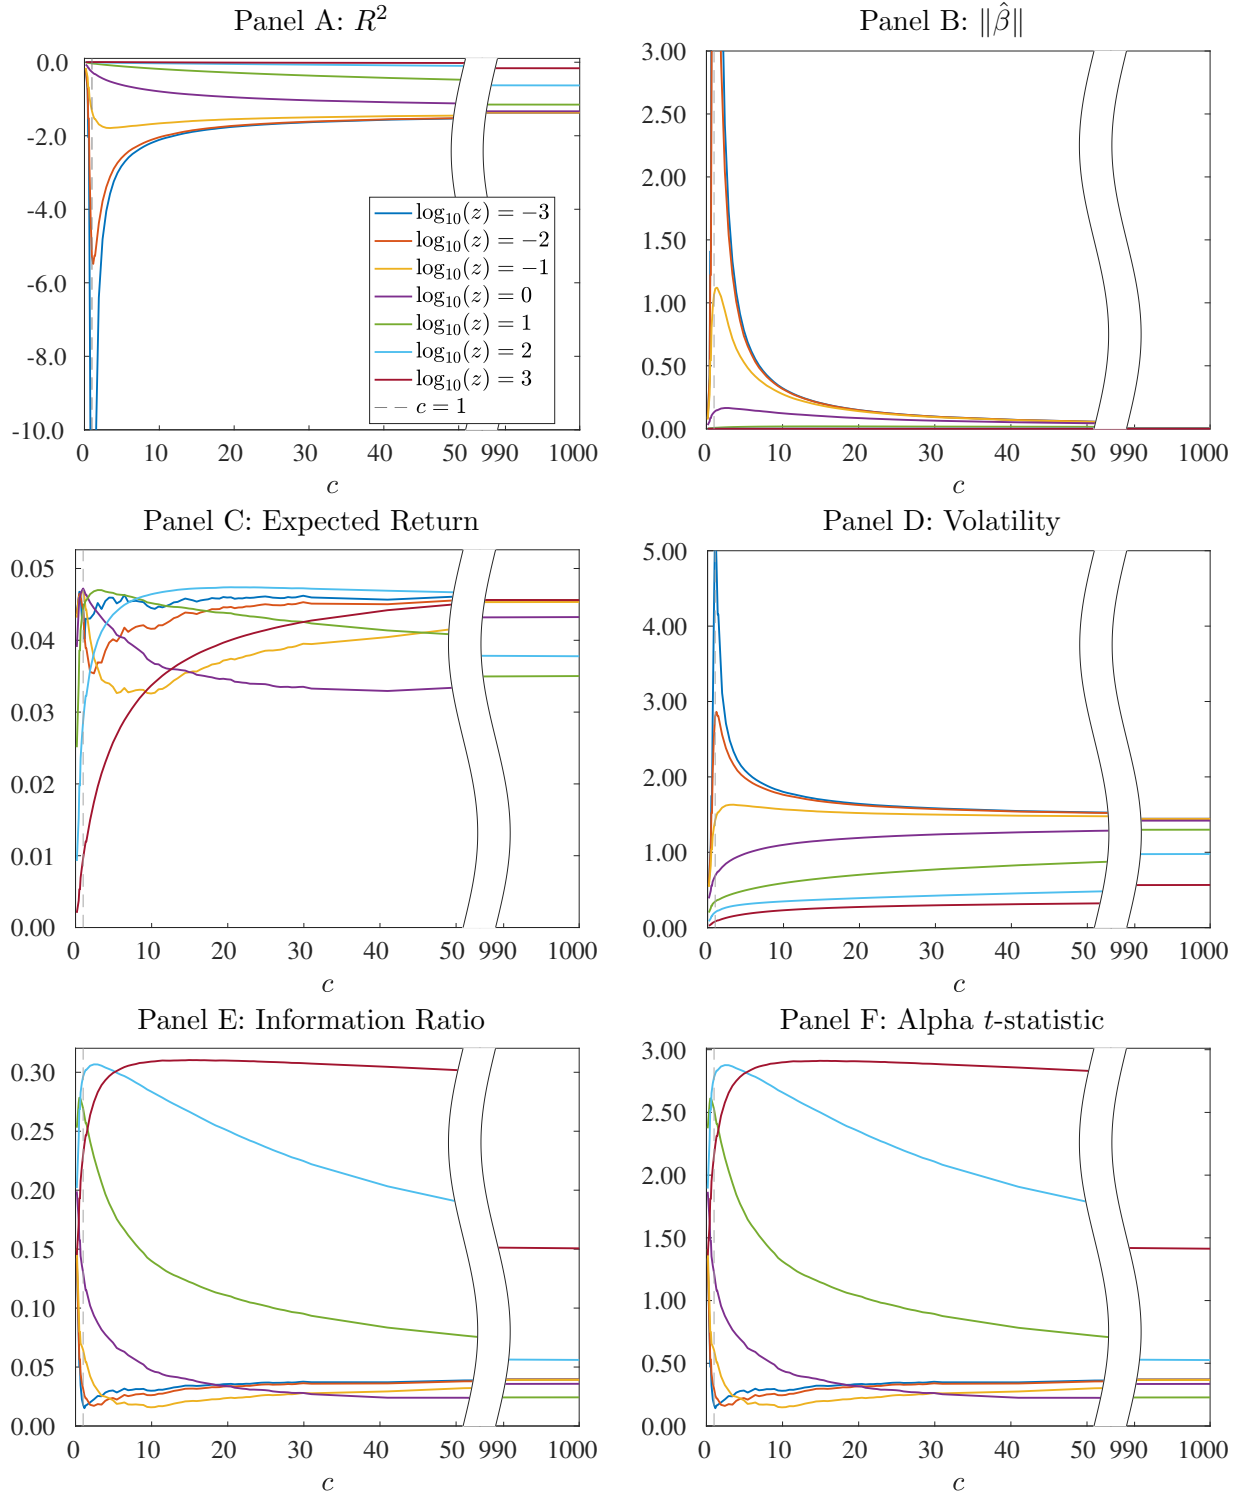 Panel A: R²
0.0
-2.0
-4.0
-6.0
-8.0
-10.0
log₁₀(z) = −3
log₁₀(z) = −2
log₁₀(z) = −1
log₁₀(z) = 0
log₁₀(z) = 1
log₁₀(z) = 2
log₁₀(z) = 3
c = 1
0 10 20 30 40 50 990 1000
c
Panel B: ‖β̂‖
3.00
2.50
2.00
1.50
1.00
0.50
0.00
0 10 20 30 40 50 990 1000
c
Panel C: Expected Return
0.05
0.04
0.03
0.02
0.01
0.00
0 10 20 30 40 50 990 1000
c
Panel D: Volatility
5.00
4.00
3.00
2.00
1.00
0.00
0 10 20 30 40 50 990 1000
c
Panel E: Information Ratio
0.30
0.25
0.20
0.15
0.10
0.05
0.00
0 10 20 30 40 50 990 1000
c
Panel F: Alpha t-statistic
3.00
2.50
2.00
1.50
1.00
0.50
0.00
0 10 20 30 40 50 990 1000
c